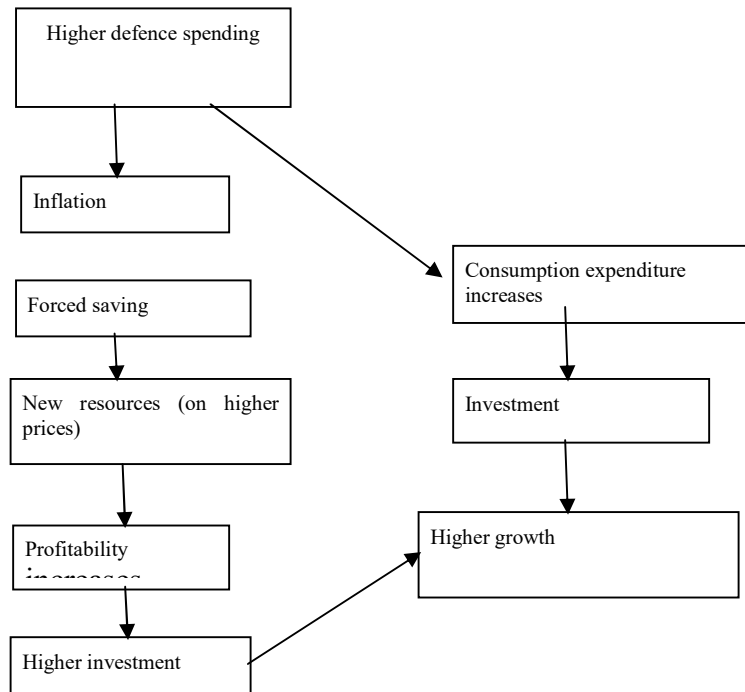 Higher defence spending
Inflation
Forced saving
New resources (on higher
prices)
Profitability
increases
Higher investment
Consumption expenditure
increases
Investment
Higher growth